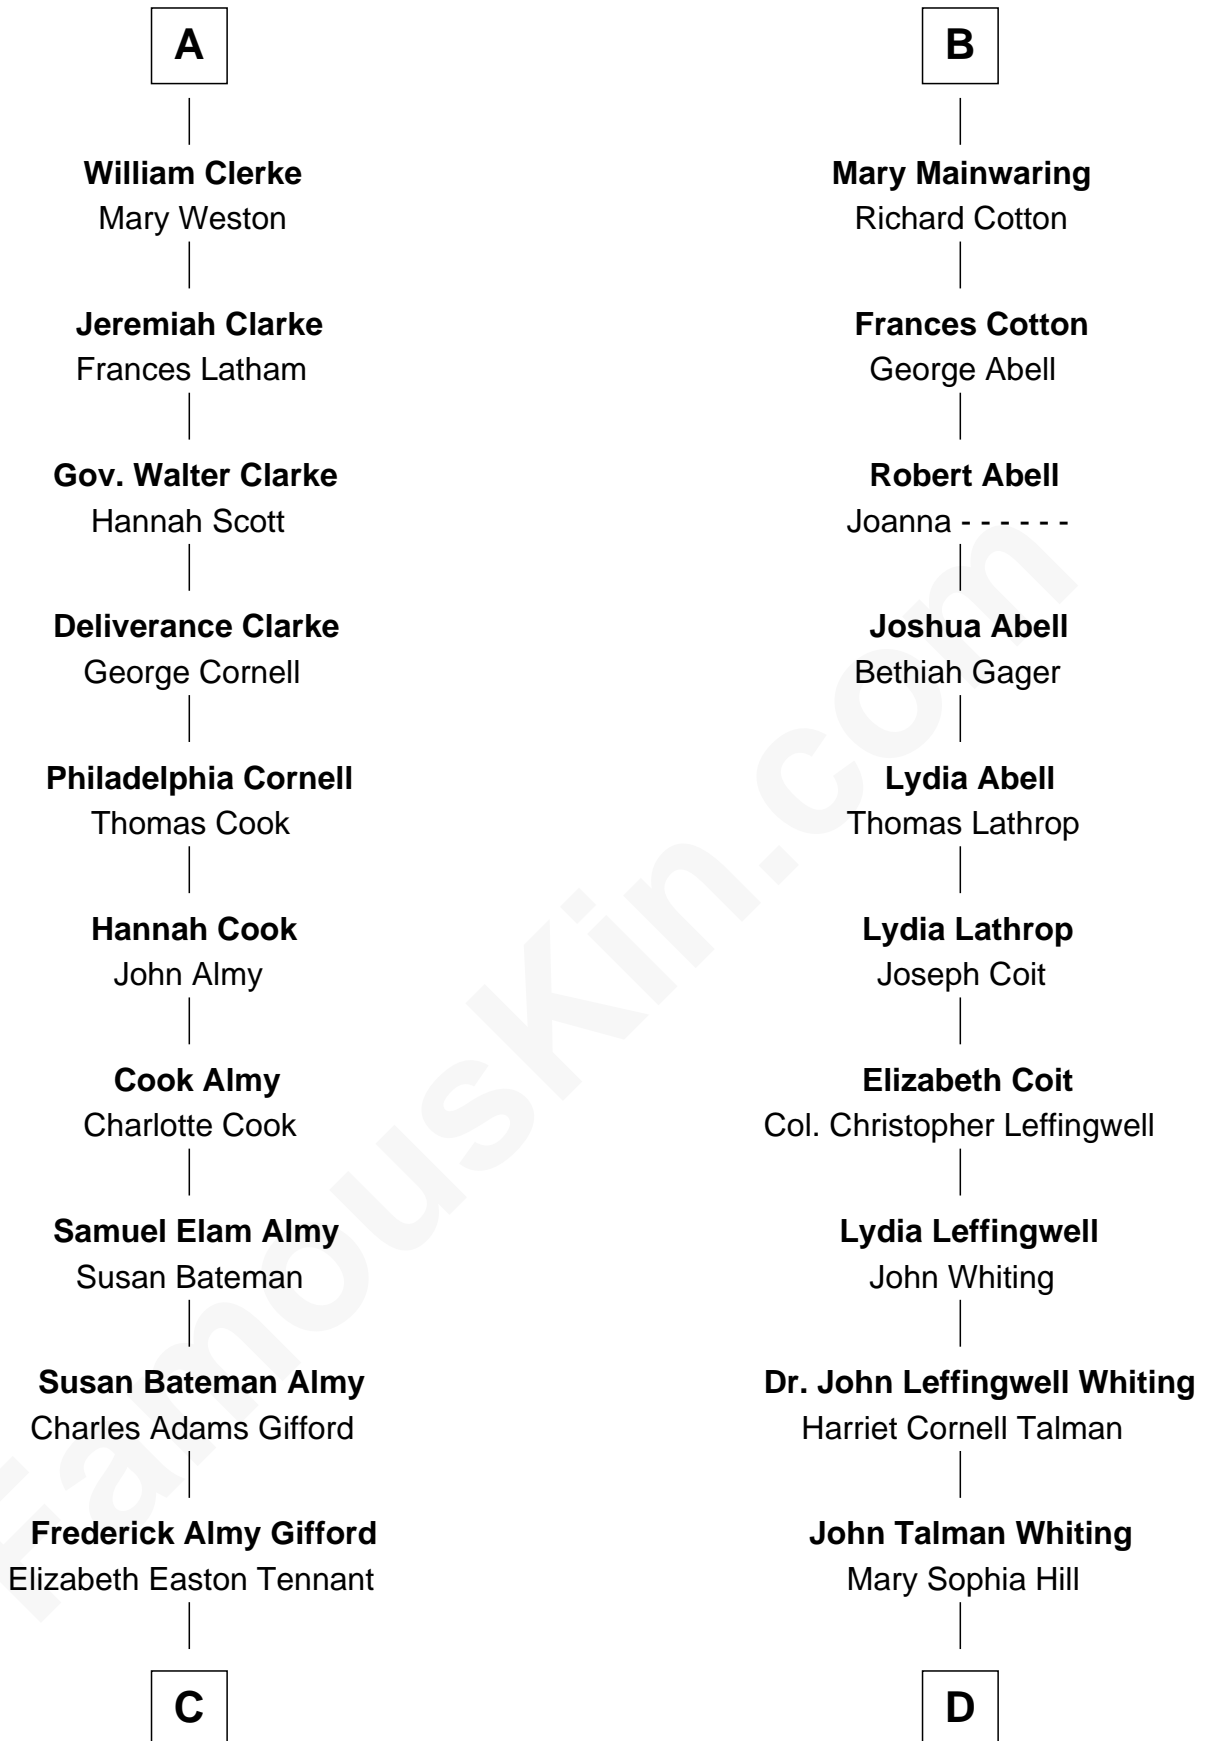 A
William Clerke
Mary Weston
Jeremiah Clarke
Frances Latham
Gov. Walter Clarke
Hannah Scott
Deliverance Clarke
George Cornell
Philadelphia Cornell
Thomas Cook
Hannah Cook
John Almy
Cook Almy
Charlotte Cook
Samuel Elam Almy
Susan Bateman
Susan Bateman Almy
Charles Adams Gifford
Frederick Almy Gifford
Elizabeth Easton Tennant
C
B
Mary Mainwaring
Richard Cotton
Frances Cotton
George Abell
Robert Abell
Joanna - - - - - -
Joshua Abell
Bethiah Gager
Lydia Abell
Thomas Lathrop
Lydia Lathrop
Joseph Coit
Elizabeth Coit
Col. Christopher Leffingwell
Lydia Leffingwell
John Whiting
Dr. John Leffingwell Whiting
Harriet Cornell Talman
John Talman Whiting
Mary Sophia Hill
D
FamousKin.com